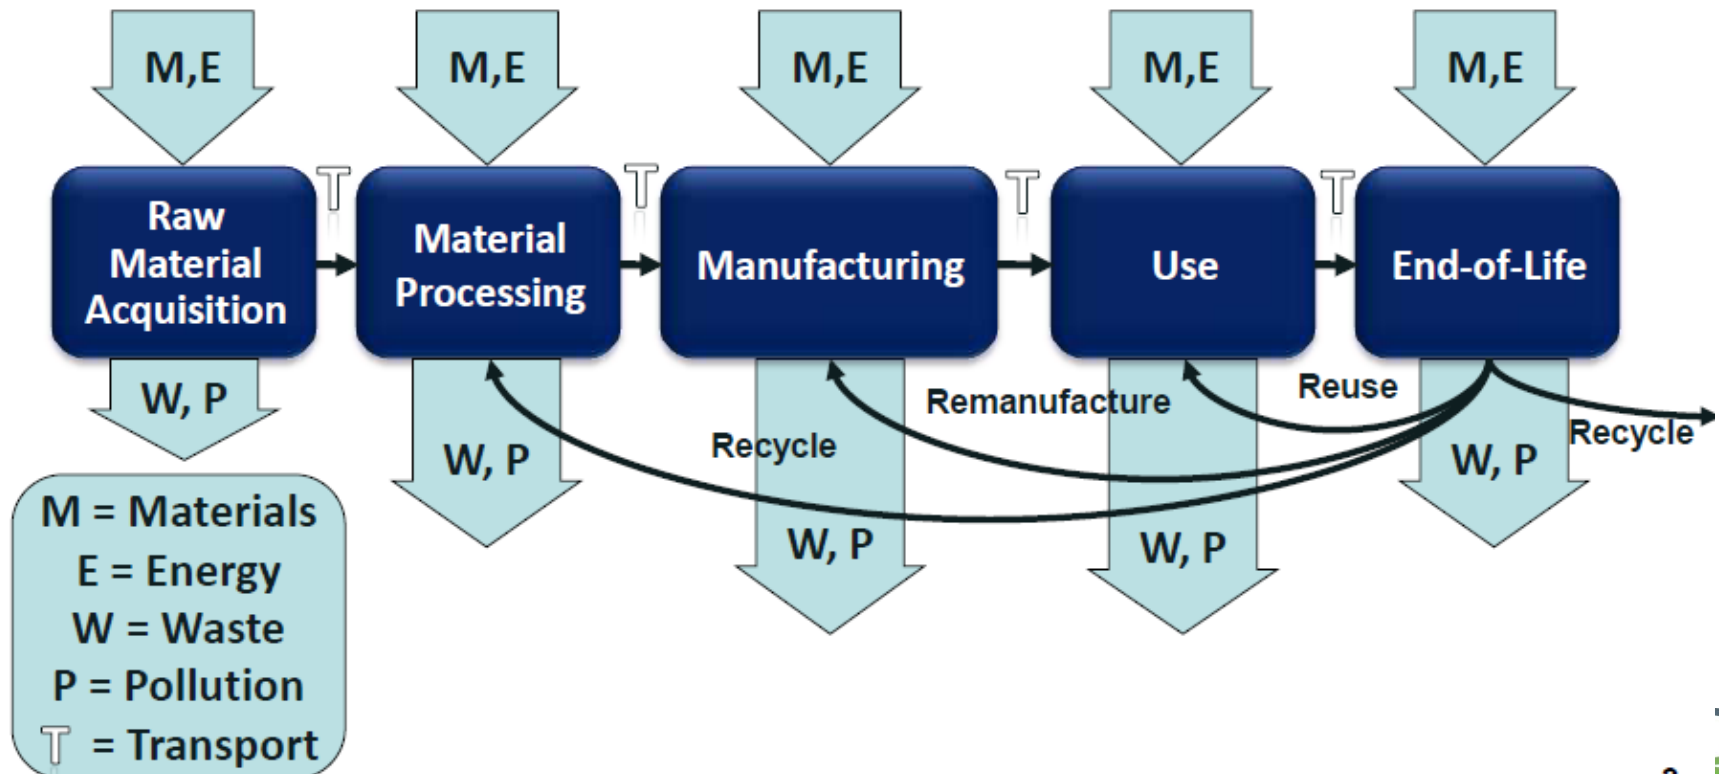 M,E
M,E
M,E
M,E
M,E
T
T
T
T
Raw
Material
Acquisition
Material
Processing
Manufacturing
Use
End-of-Life
W, P
W, P
W, P
W, P
W, P
Recycle
Remanufacture
Reuse
Recycle
M = Materials
E = Energy
W = Waste
P = Pollution
T = Transport